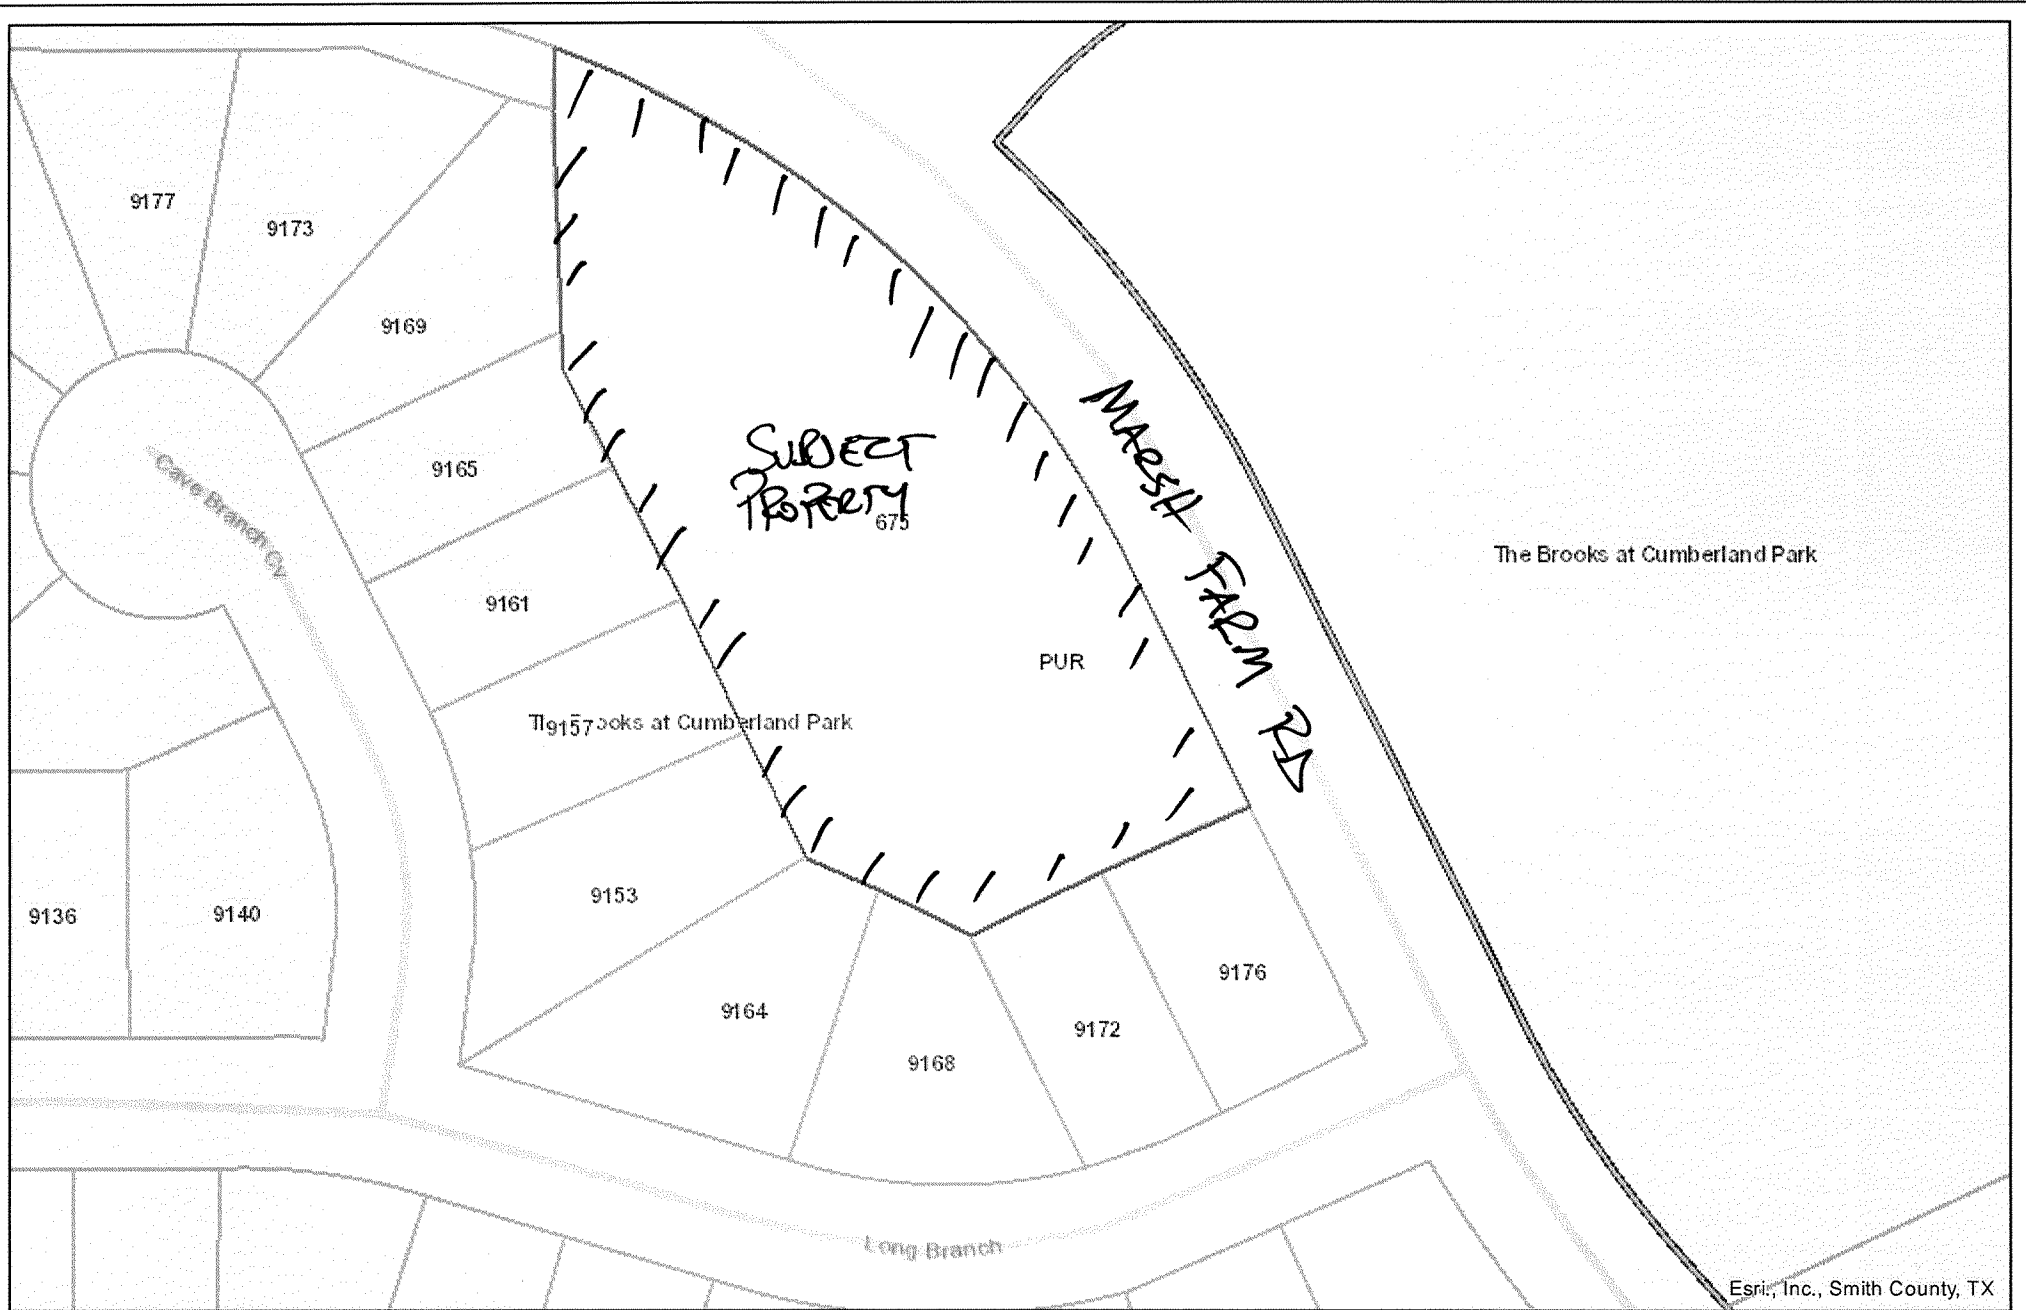 9177
9173
9169
SUBJECT
PROPERTY
675
9165
Cave Branch Cv
MARSH FARM RD
The Brooks at Cumberland Park
9161
PUR
9157
The Brooks at Cumberland Park
9153
9136
9140
9164
9168
9172
9176
Long Branch
Esri, Inc., Smith County, TX